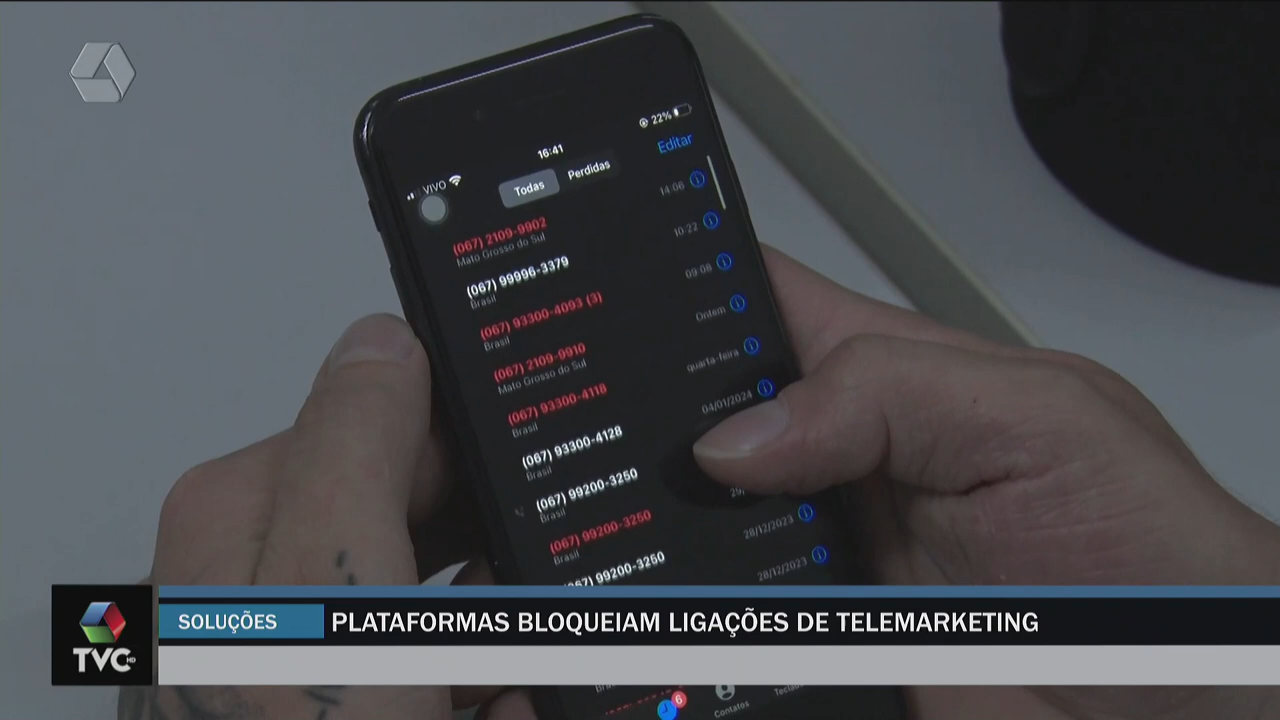 22%
16:41
Editar
VIVO
Todas
Perdidas
(067) 2109-9902
Mato Grosso do Sul
14:06
(067) 99996-3379
Brasil
10:22
(067) 93300-4093 (3)
Brasil
09:08
(067) 2109-9910
Mato Grosso do Sul
Ontem
(067) 93300-4118
Brasil
quarta-feira
(067) 93300-4128
Brasil
04/01/2024
(067) 99200-3250
Brasil
29/
(067) 99200-3250
Brasil
28/12/2023
(067) 99200-3250
28/12/2023
SOLUÇÕES
PLATAFORMAS BLOQUEIAM LIGAÇÕES DE TELEMARKETING
TVC HD
6
Contatos